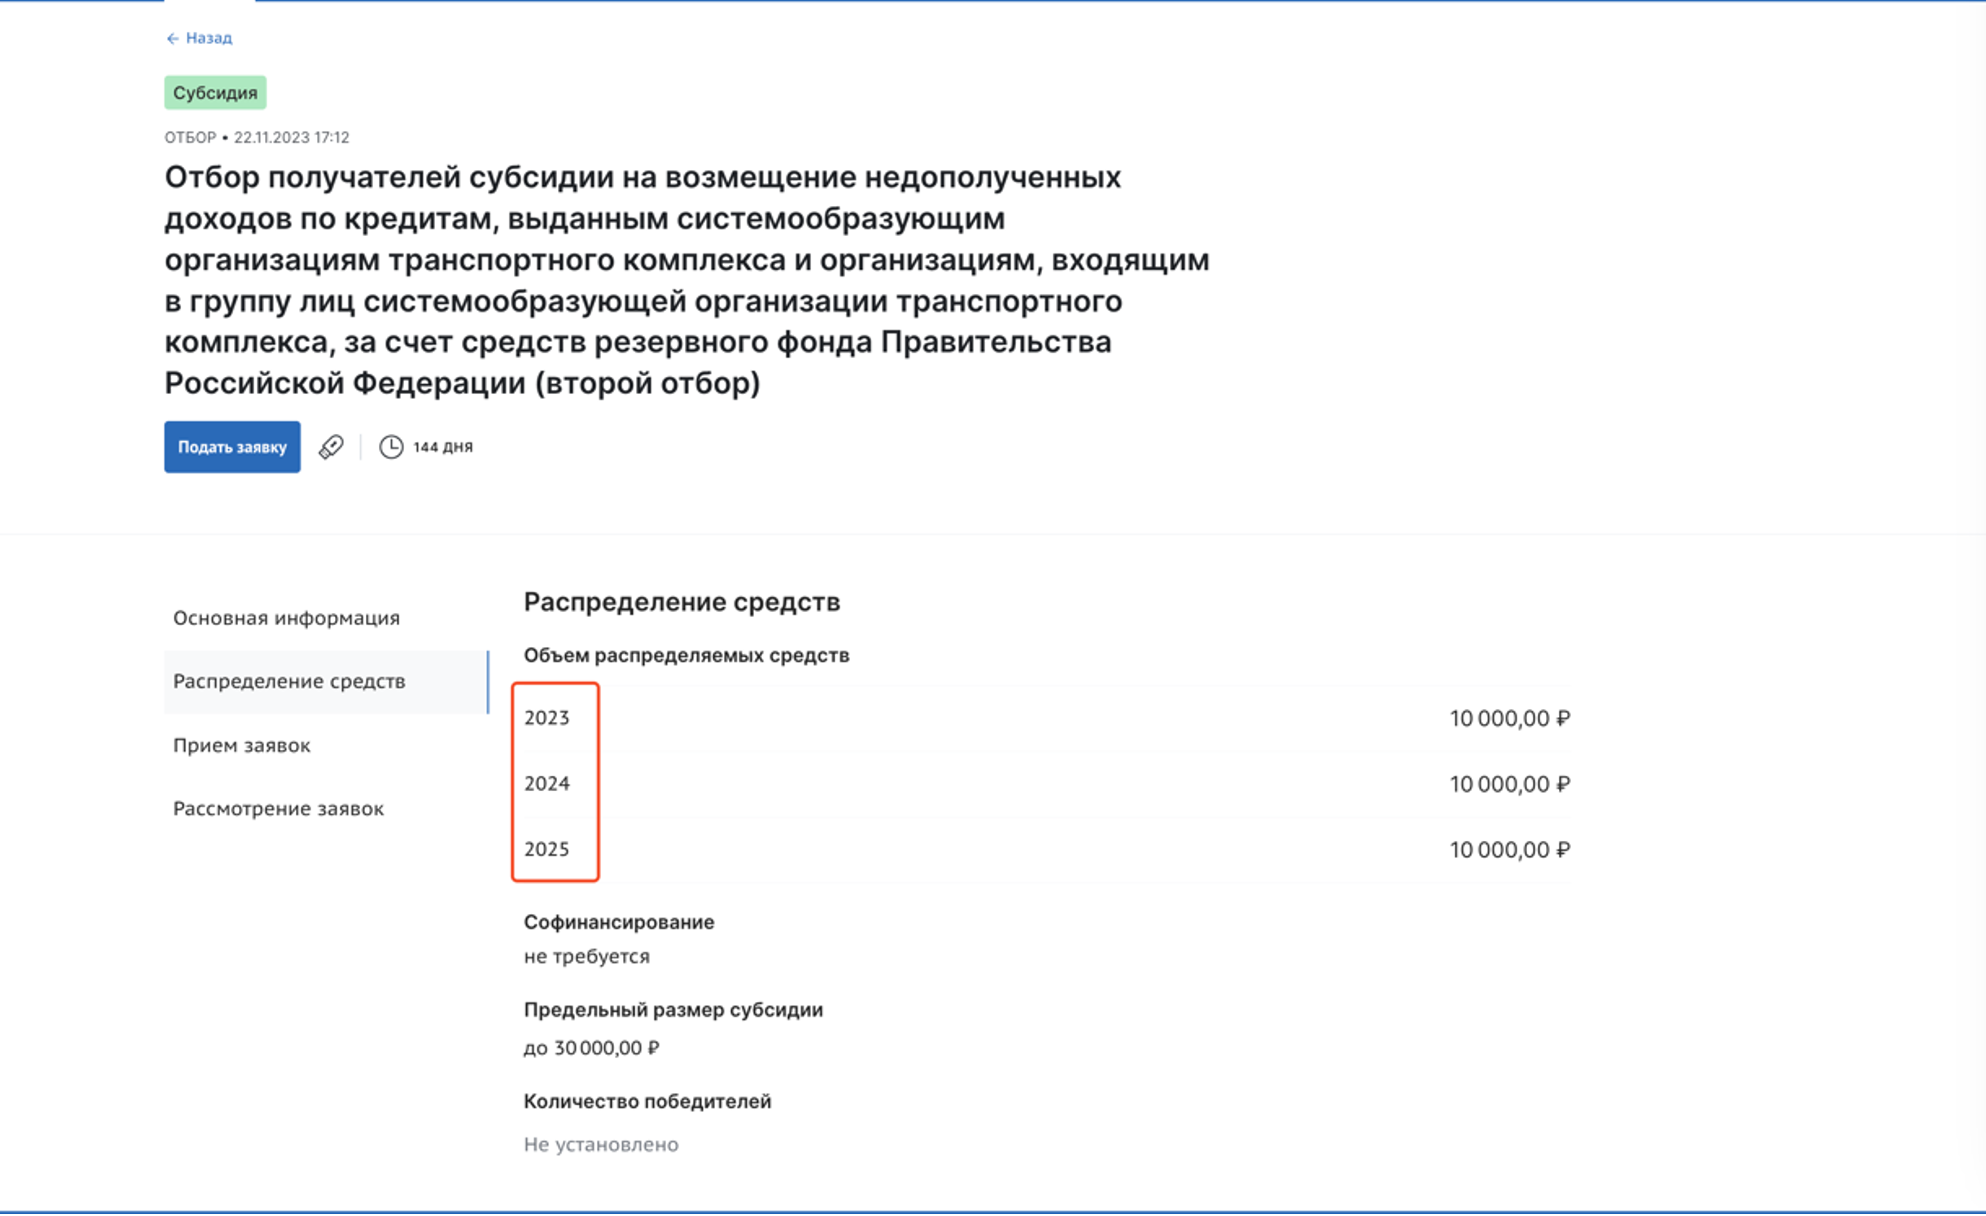 ← Назад
Субсидия
ОТБОР • 22.11.2023 17:12
Отбор получателей субсидии на возмещение недополученных
доходов по кредитам, выданным системообразующим
организациям транспортного комплекса и организациям, входящим
в группу лиц системообразующей организации транспортного
комплекса, за счет средств резервного фонда Правительства
Российской Федерации (второй отбор)
Подать заявку
144 ДНЯ
Основная информация
Распределение средств
Прием заявок
Рассмотрение заявок
Распределение средств
Объем распределяемых средств
2023 10 000,00 ₽
2024 10 000,00 ₽
2025 10 000,00 ₽
Софинансирование
не требуется
Предельный размер субсидии
до 30 000,00 ₽
Количество победителей
Не установлено